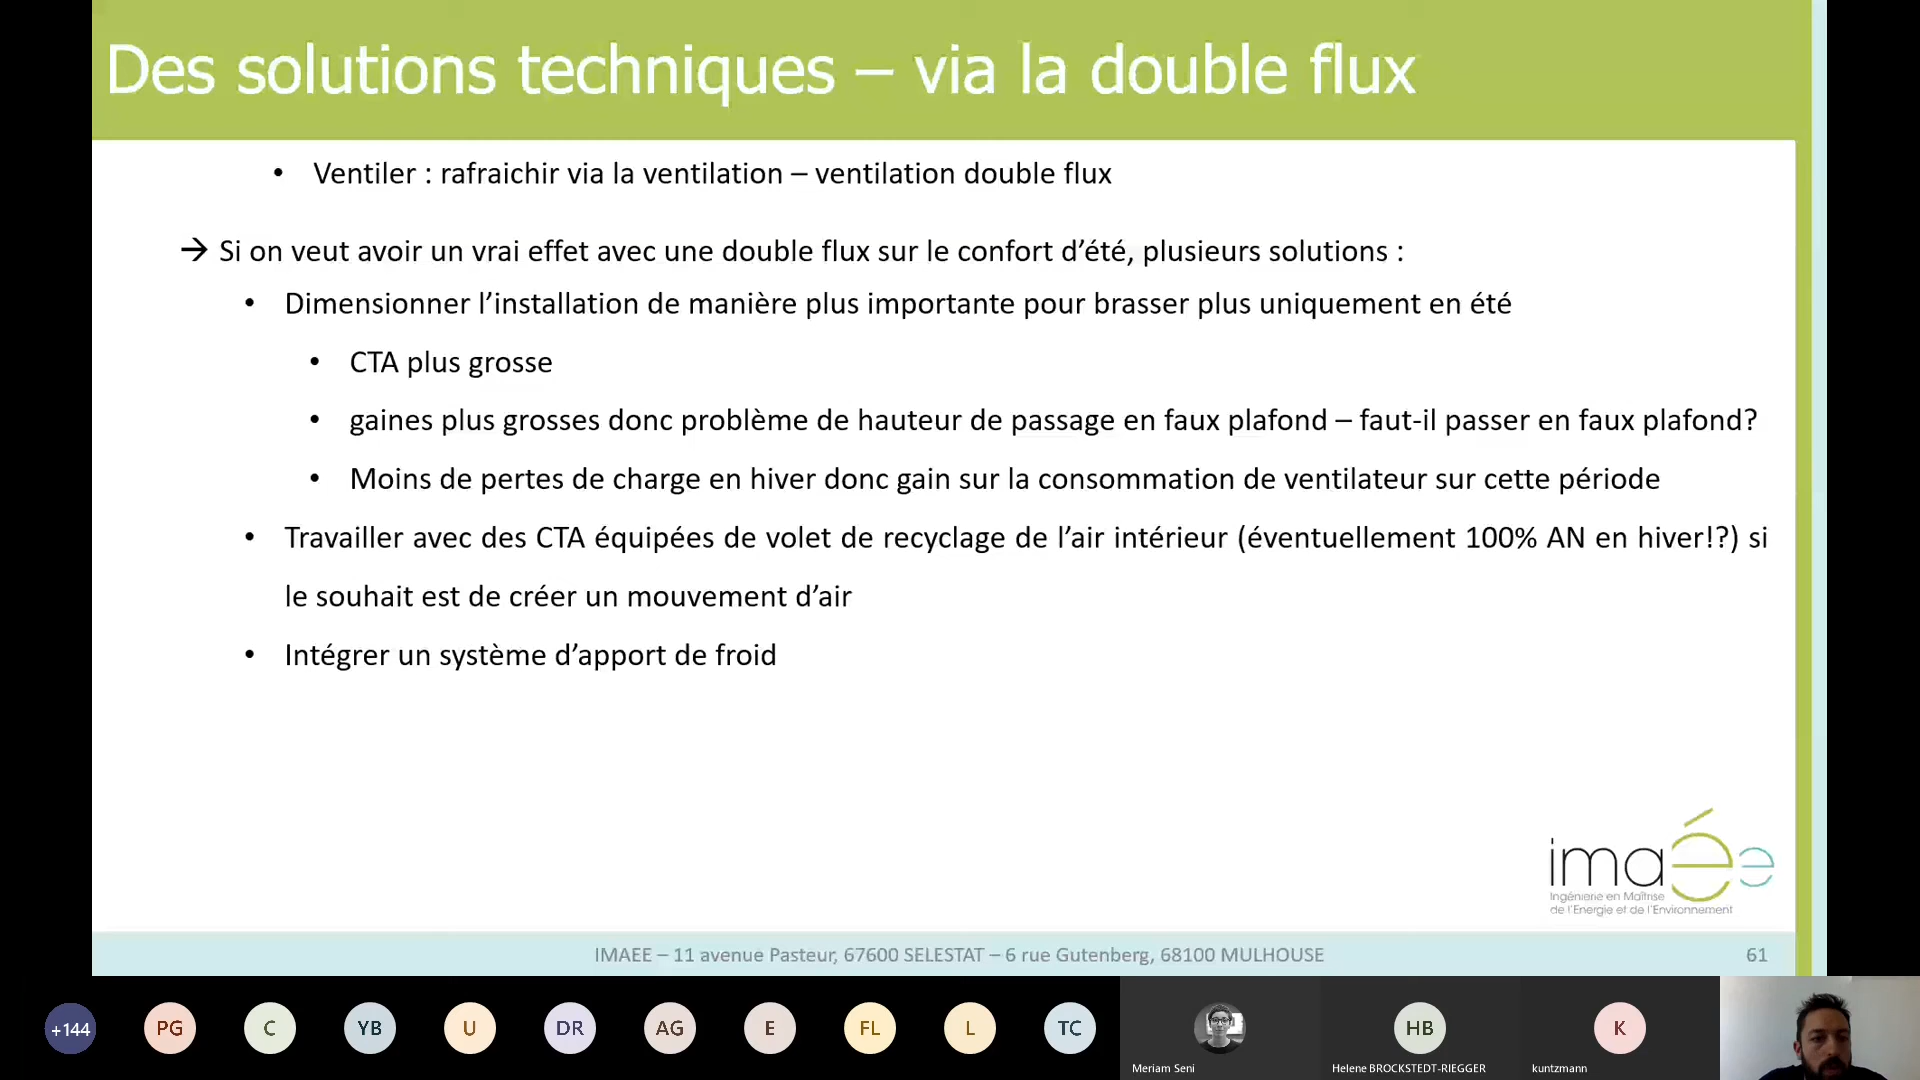 Des solutions techniques – via la double flux
• Ventiler : rafraichir via la ventilation – ventilation double flux
→ Si on veut avoir un vrai effet avec une double flux sur le confort d’été, plusieurs solutions :
• Dimensionner l’installation de manière plus importante pour brasser plus uniquement en été
• CTA plus grosse
• gaines plus grosses donc problème de hauteur de passage en faux plafond – faut-il passer en faux plafond?
• Moins de pertes de charge en hiver donc gain sur la consommation de ventilateur sur cette période
• Travailler avec des CTA équipées de volet de recyclage de l’air intérieur (éventuellement 100% AN en hiver!?) si
le souhait est de créer un mouvement d’air
• Intégrer un système d’apport de froid
imaÉe
Ingénierie en Maîtrise
de l’Energie et de l’Environnement
IMAEE – 11 avenue Pasteur, 67600 SELESTAT – 6 rue Gutenberg, 68100 MULHOUSE
61
+144
PG
C
YB
U
DR
AG
E
FL
L
TC
HB
K
Meriam Seni
Helene BROCKSTEDT-RIEGGER
kuntzmann